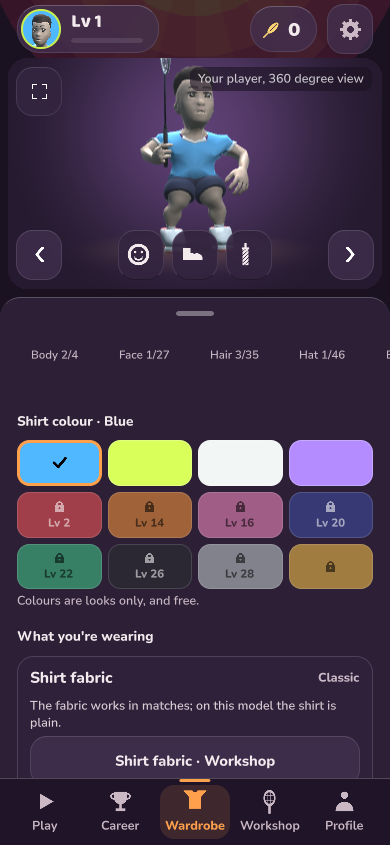 Lv 1
0
Your player, 360 degree view
Body 2/4
Face 1/27
Hair 3/35
Hat 1/46
Shirt colour · Blue
Lv 2
Lv 14
Lv 16
Lv 20
Lv 22
Lv 26
Lv 28
Colours are looks only, and free.
What you're wearing
Shirt fabric
Classic
The fabric works in matches; on this model the shirt is
plain.
Shirt fabric · Workshop
Play
Career
Wardrobe
Workshop
Profile